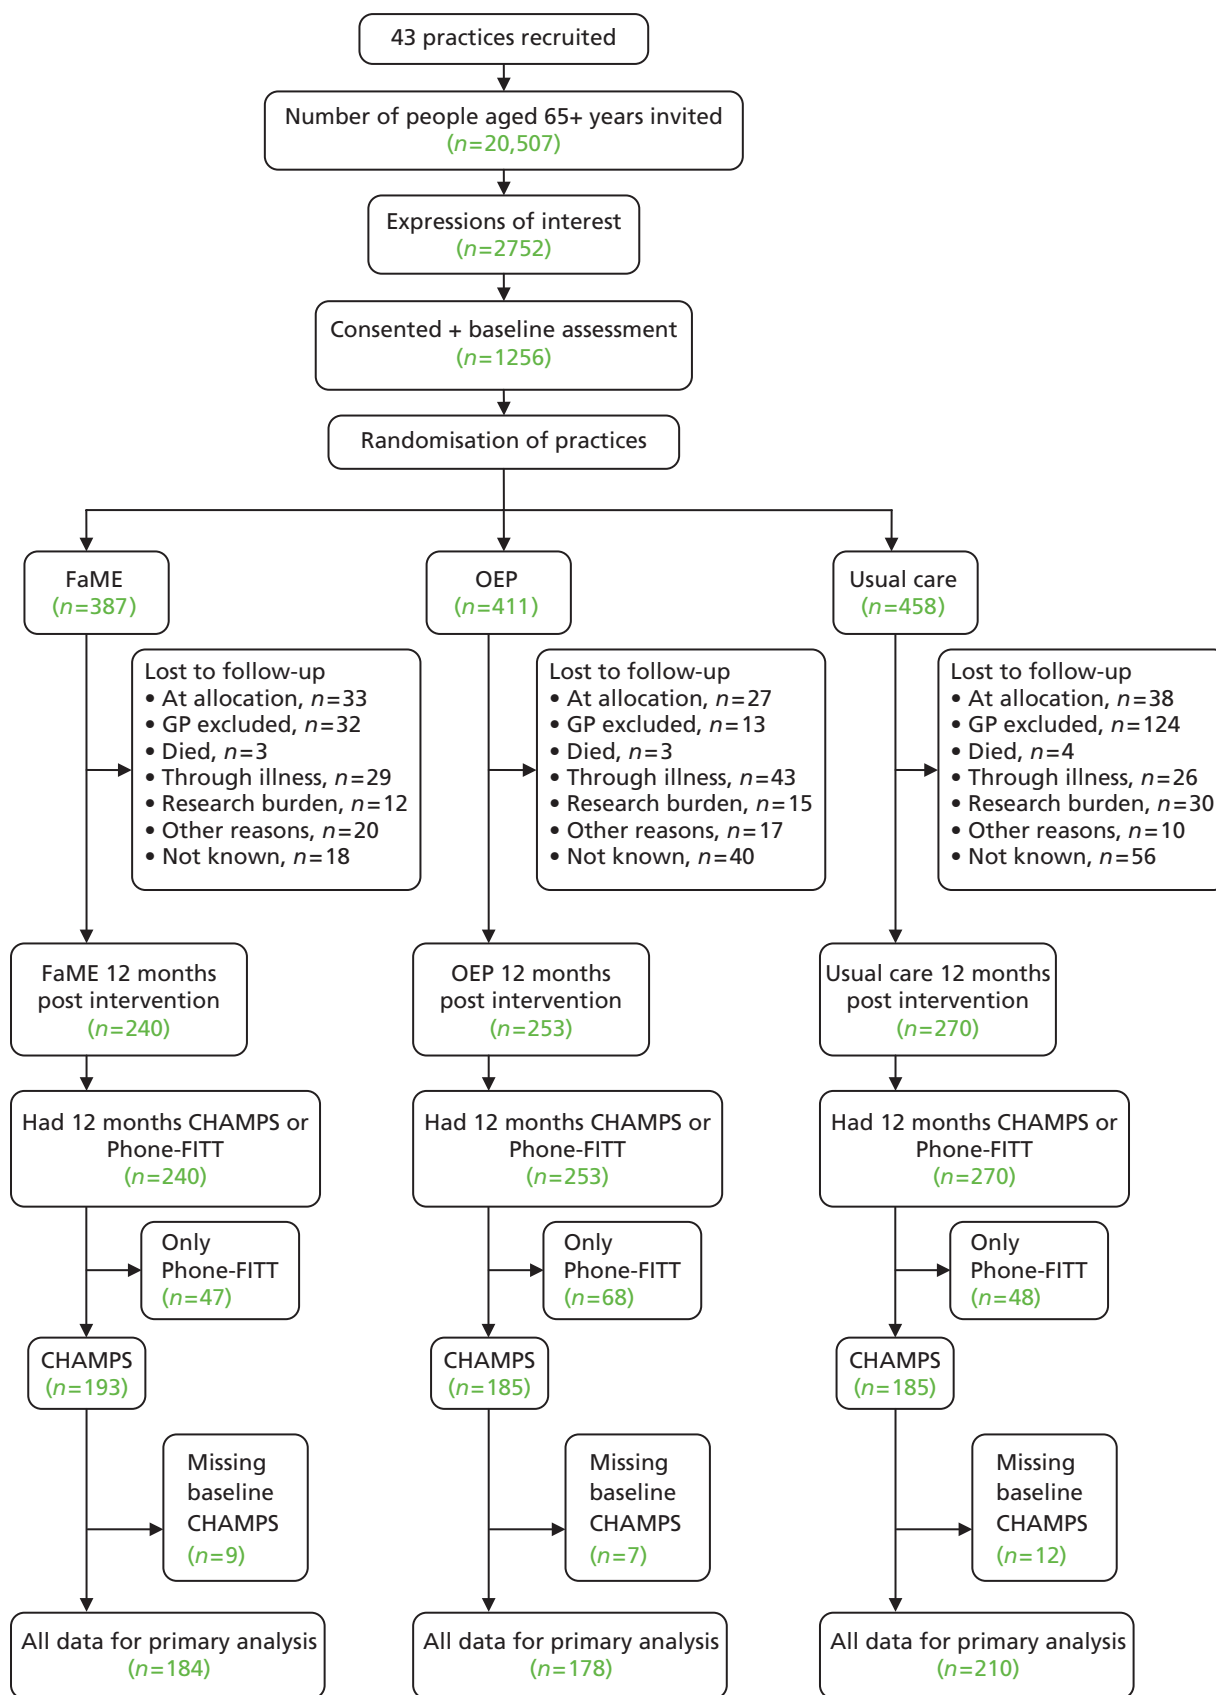 43 practices recruited
Number of people aged 65+ years invited
(n=20,507)
Expressions of interest
(n=2752)
Consented + baseline assessment
(n=1256)
Randomisation of practices
FaME
(n=387)
OEP
(n=411)
Usual care
(n=458)
Lost to follow-up
• At allocation, n=33
• GP excluded, n=32
• Died, n=3
• Through illness, n=29
• Research burden, n=12
• Other reasons, n=20
• Not known, n=18
Lost to follow-up
• At allocation, n=27
• GP excluded, n=13
• Died, n=3
• Through illness, n=43
• Research burden, n=15
• Other reasons, n=17
• Not known, n=40
Lost to follow-up
• At allocation, n=38
• GP excluded, n=124
• Died, n=4
• Through illness, n=26
• Research burden, n=30
• Other reasons, n=10
• Not known, n=56
FaME 12 months
post intervention
(n=240)
OEP 12 months
post intervention
(n=253)
Usual care 12 months
post intervention
(n=270)
Had 12 months CHAMPS or
Phone-FITT
(n=240)
Had 12 months CHAMPS or
Phone-FITT
(n=253)
Had 12 months CHAMPS or
Phone-FITT
(n=270)
Only
Phone-FITT
(n=47)
Only
Phone-FITT
(n=68)
Only
Phone-FITT
(n=48)
CHAMPS
(n=193)
CHAMPS
(n=185)
CHAMPS
(n=185)
Missing
baseline
CHAMPS
(n=9)
Missing
baseline
CHAMPS
(n=7)
Missing
baseline
CHAMPS
(n=12)
All data for primary analysis
(n=184)
All data for primary analysis
(n=178)
All data for primary analysis
(n=210)